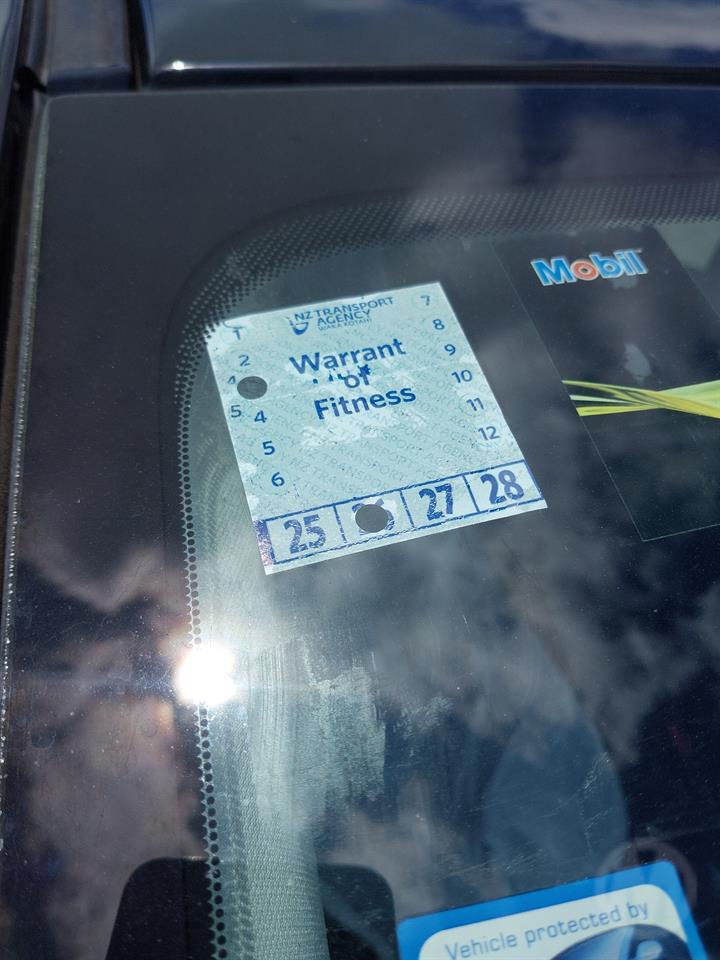 Mobil
NZ TRANSPORT
AGENCY
WAKA KOTAHI
1
7
2
8
Warrant
of
Fitness
4
5
9
4
10
5
11
6
12
25
27
28
Vehicle protected by